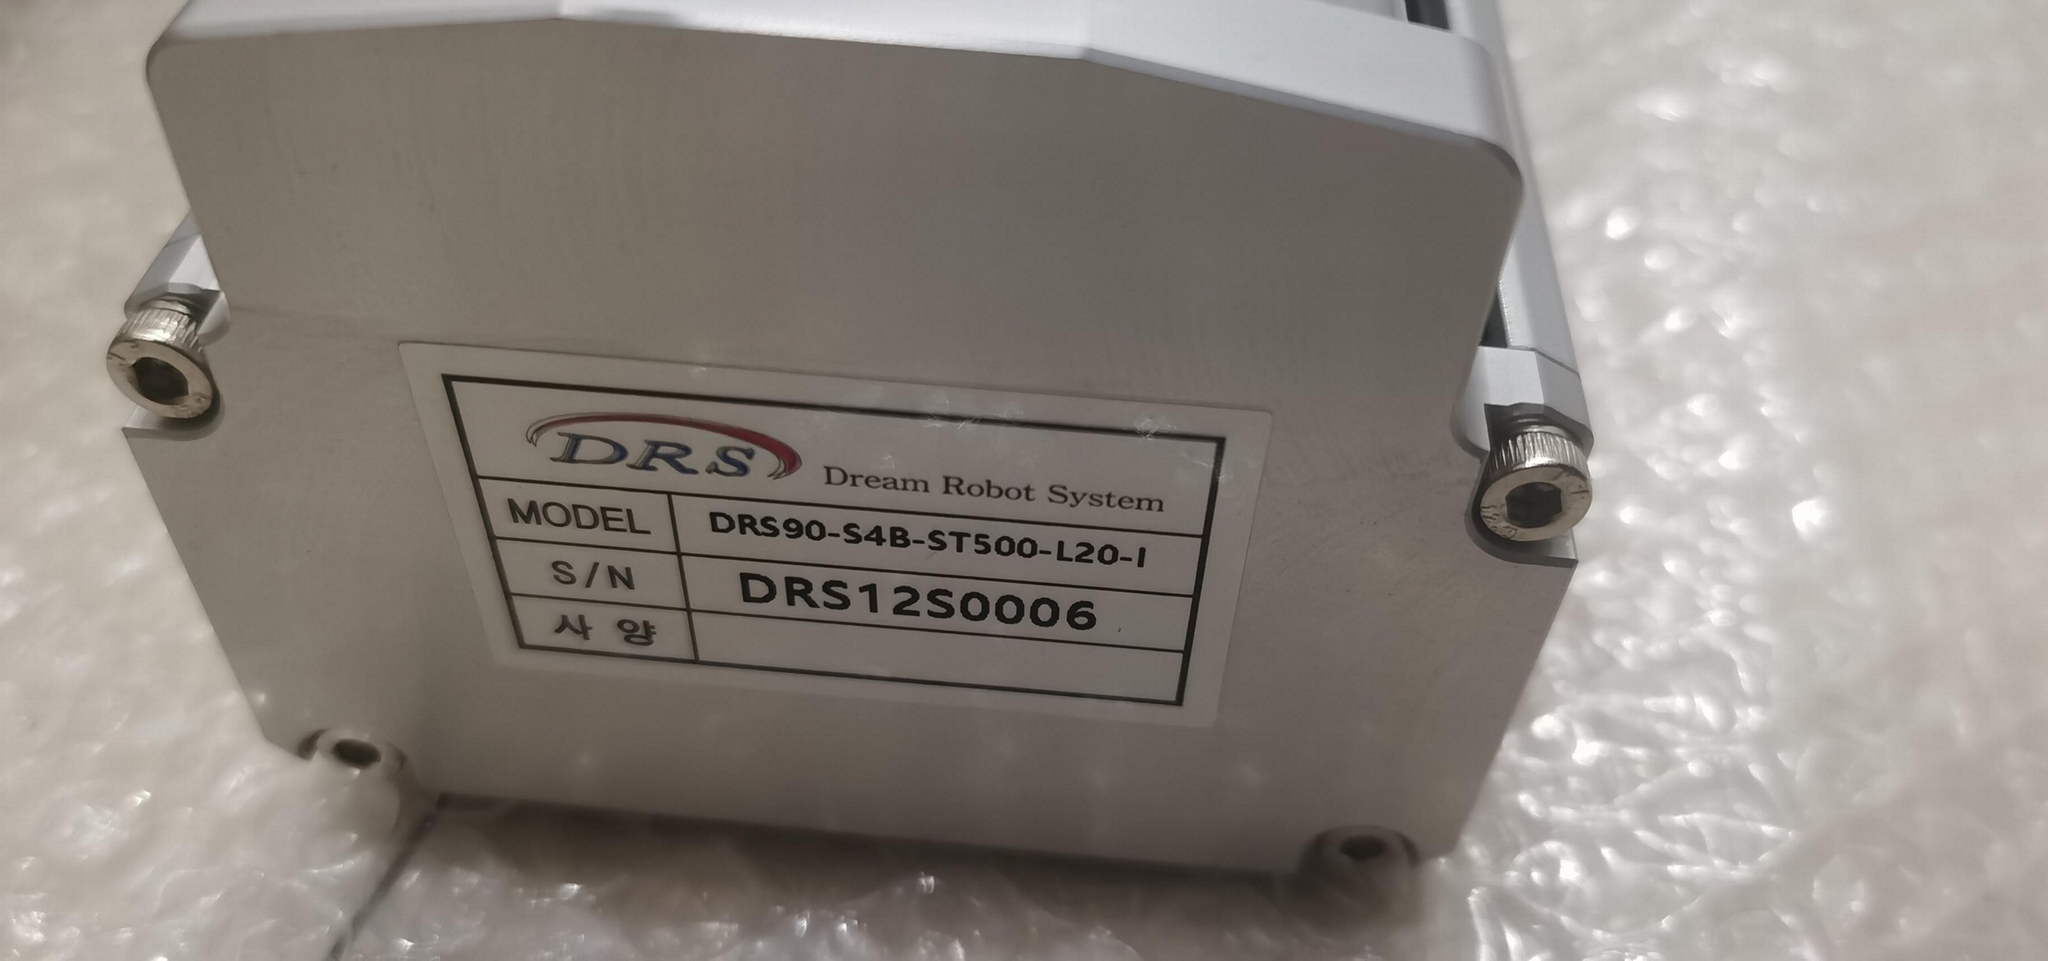 DRS Dream Robot System
MODEL DRS90-S4B-ST500-L20-I
S/N DRS12S0006
사 양